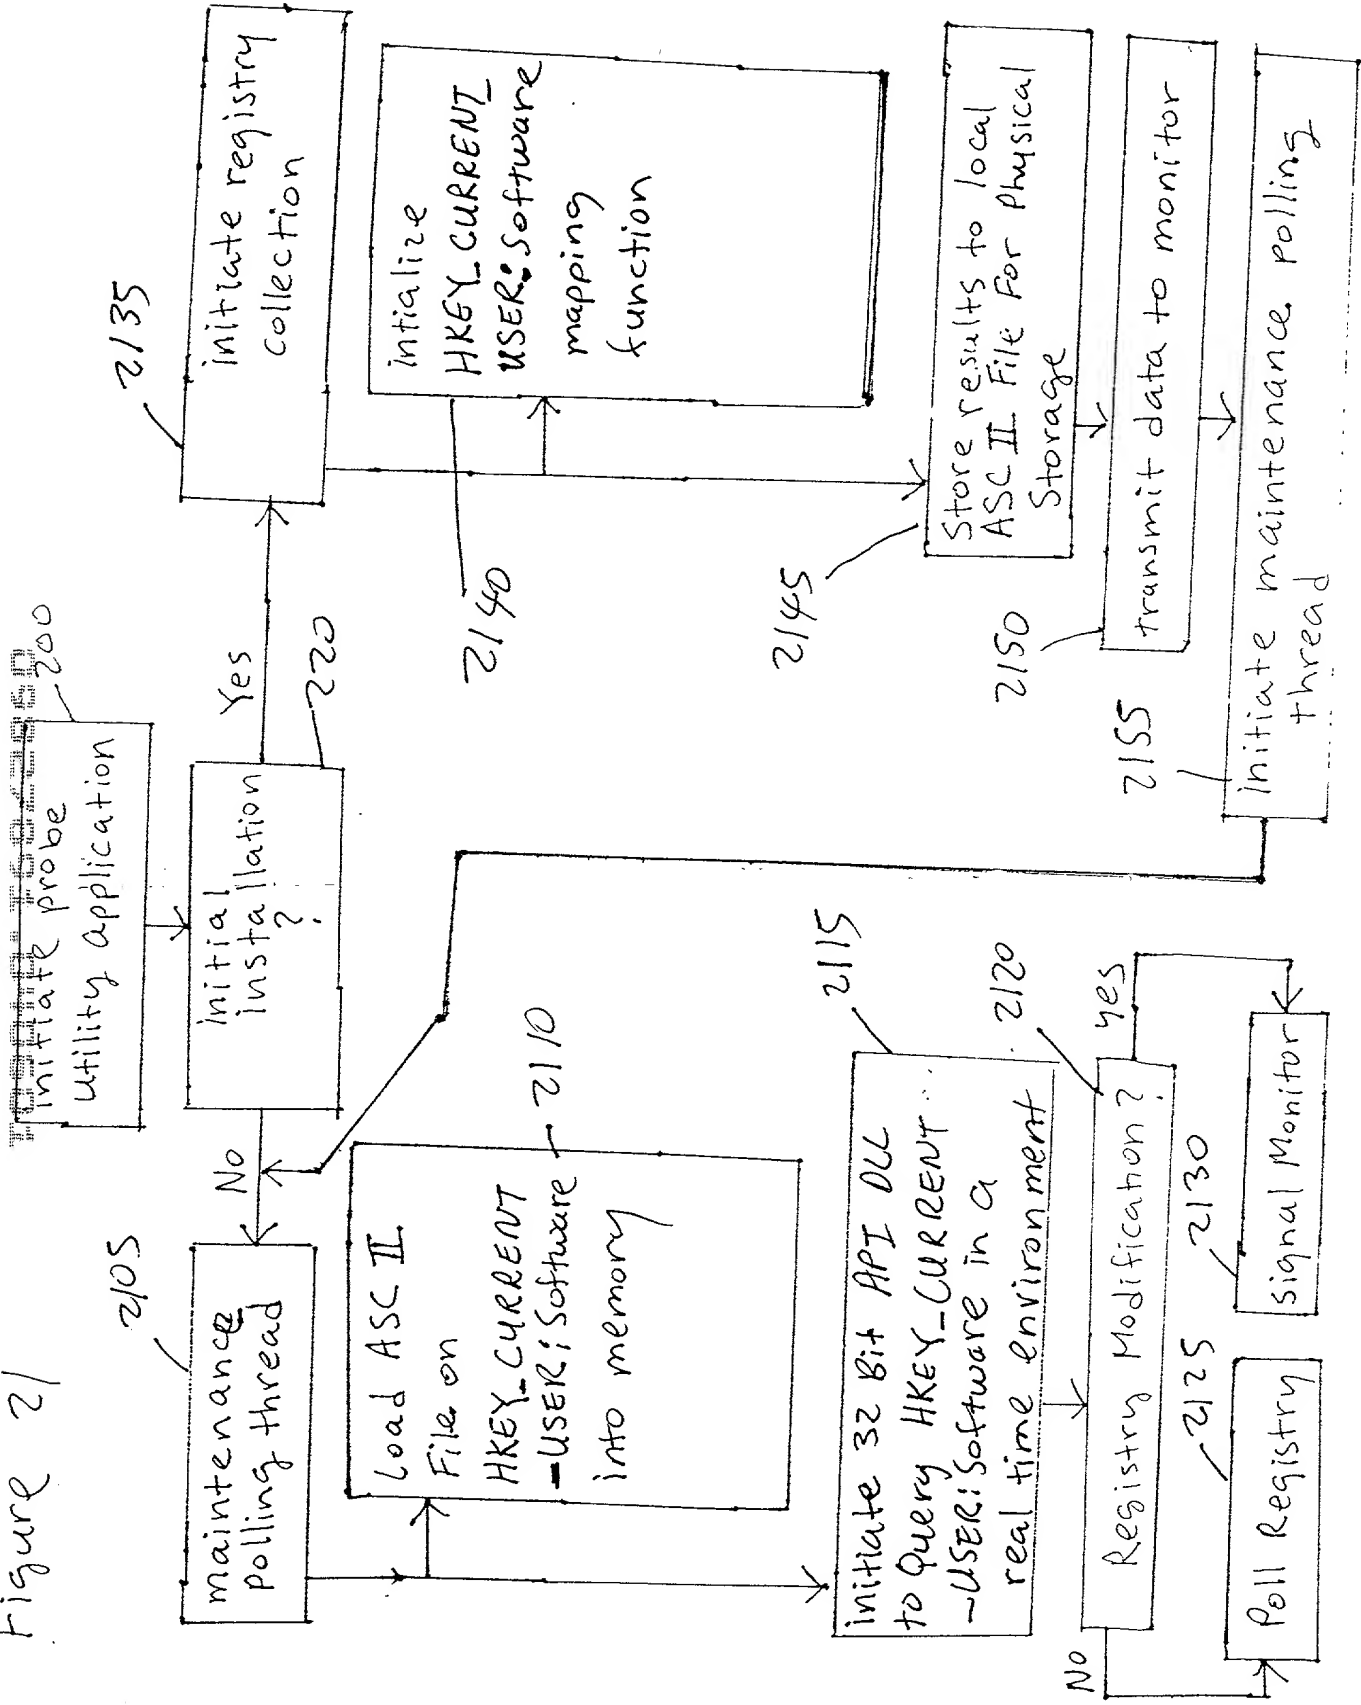 Figure 21
initiate probe
utility application
200
initial
installation
?
220
No
Yes
2105
maintenance
polling thread
Load ASC II
File on
HKEY_CURRENT
-USER:Software
into memory
2110
initiate 32 Bit API DLL
to Query HKEY_CURRENT
-USER:Software in a
real time environment
2115
Registry Modification?
2120
No
yes
2125
Poll Registry
2130
signal Monitor
2135
initiate registry
collection
intialize
HKEY_CURRENT_
USER:Software
mapping
function
2140
Store results to local
ASC II File For Physical
Storage
2145
transmit data to monitor
2150
initiate maintenance polling
thread
2155